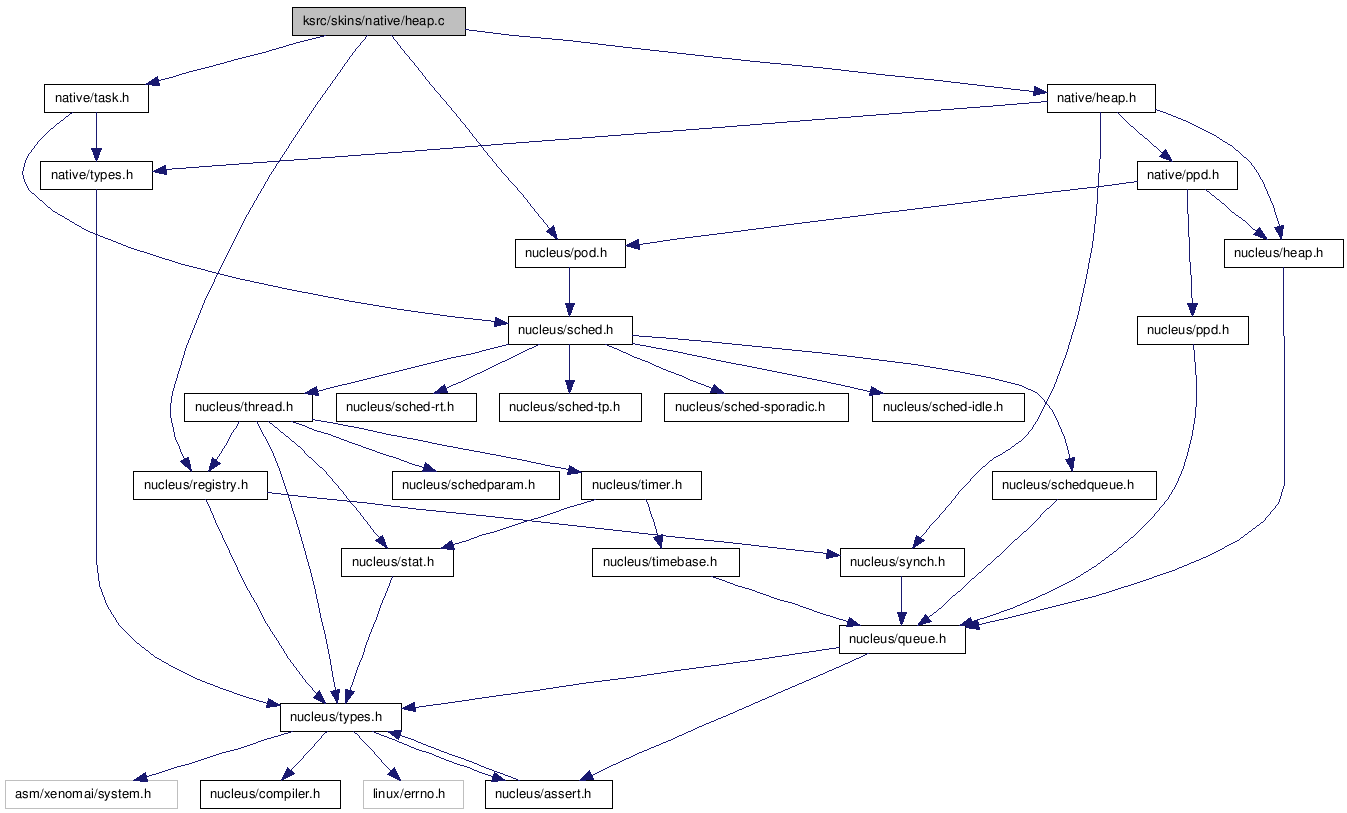 ksrc/skins/native/heap.c
native/task.h
native/heap.h
native/types.h
native/ppd.h
nucleus/pod.h
nucleus/heap.h
nucleus/sched.h
nucleus/ppd.h
nucleus/thread.h
nucleus/sched-rt.h
nucleus/sched-tp.h
nucleus/sched-sporadic.h
nucleus/sched-idle.h
nucleus/registry.h
nucleus/schedparam.h
nucleus/timer.h
nucleus/schedqueue.h
nucleus/stat.h
nucleus/timebase.h
nucleus/synch.h
nucleus/queue.h
nucleus/types.h
asm/xenomai/system.h
nucleus/compiler.h
linux/errno.h
nucleus/assert.h